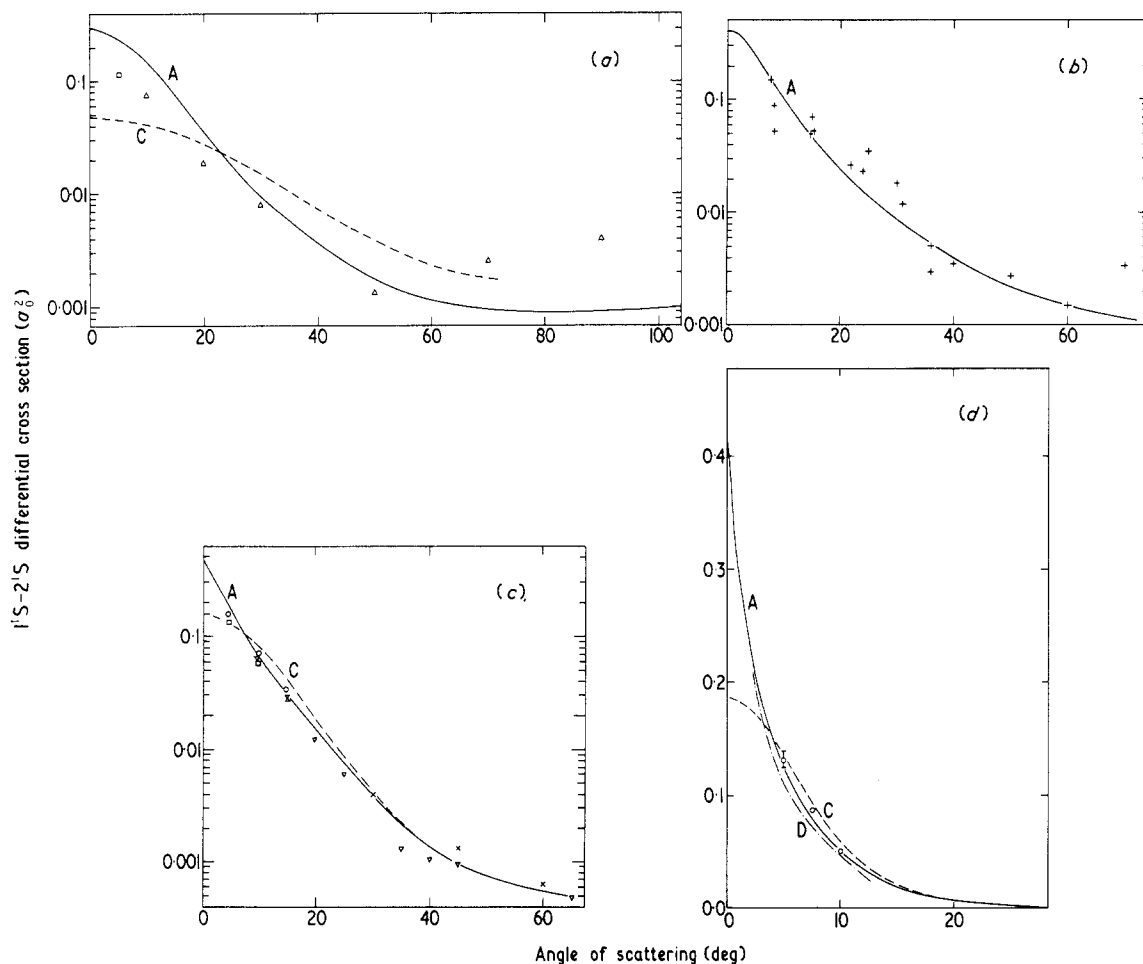 (a)
0·1
0·01
0·001
A
C
0 20 40 60 80 100
(b)
0·1
0·01
0·001
A
0 20 40 60
1¹S-2¹S differential cross section (a₀²)
(c)
0·1
0·01
0·001
A
C
0 20 40 60
(d)
0·4
0·3
0·2
0·1
0·0
A
C
D
0 10 20
Angle of scattering (deg)